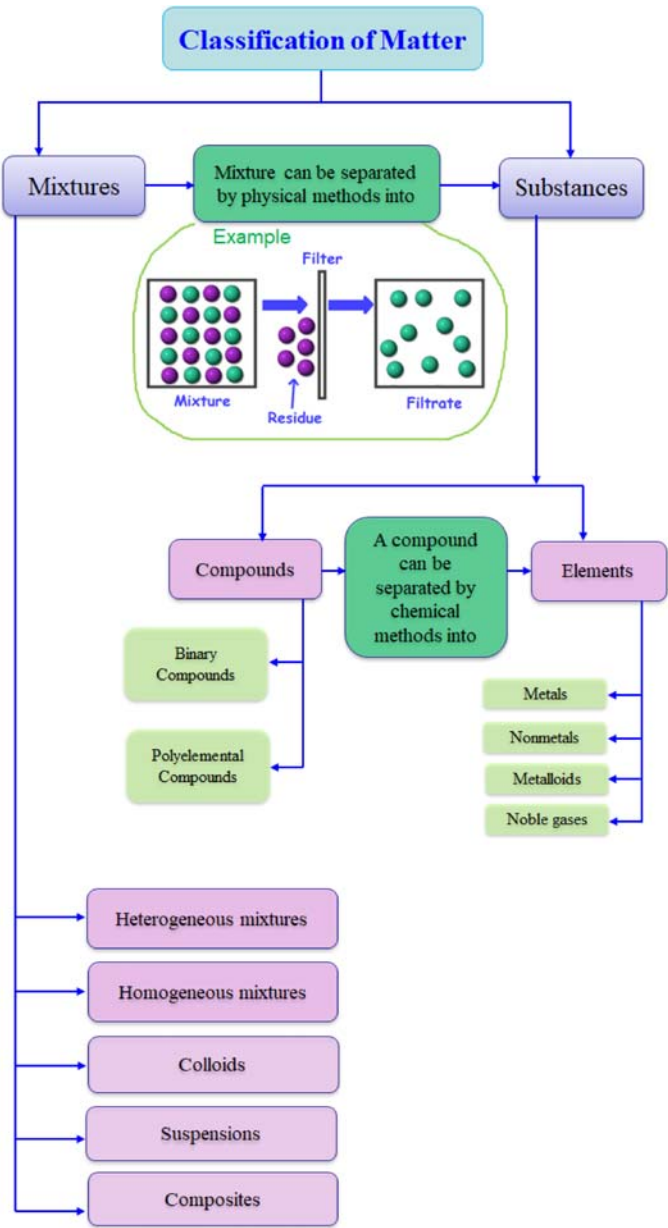 Classification of Matter
Mixtures
Mixture can be separated
by physical methods into
Substances
Example
Filter
Mixture
Residue
Filtrate
Compounds
A compound
can be
separated by
chemical
methods into
Elements
Binary
Compounds
Polyelemental
Compounds
Metals
Nonmetals
Metalloids
Noble gases
Heterogeneous mixtures
Homogeneous mixtures
Colloids
Suspensions
Composites